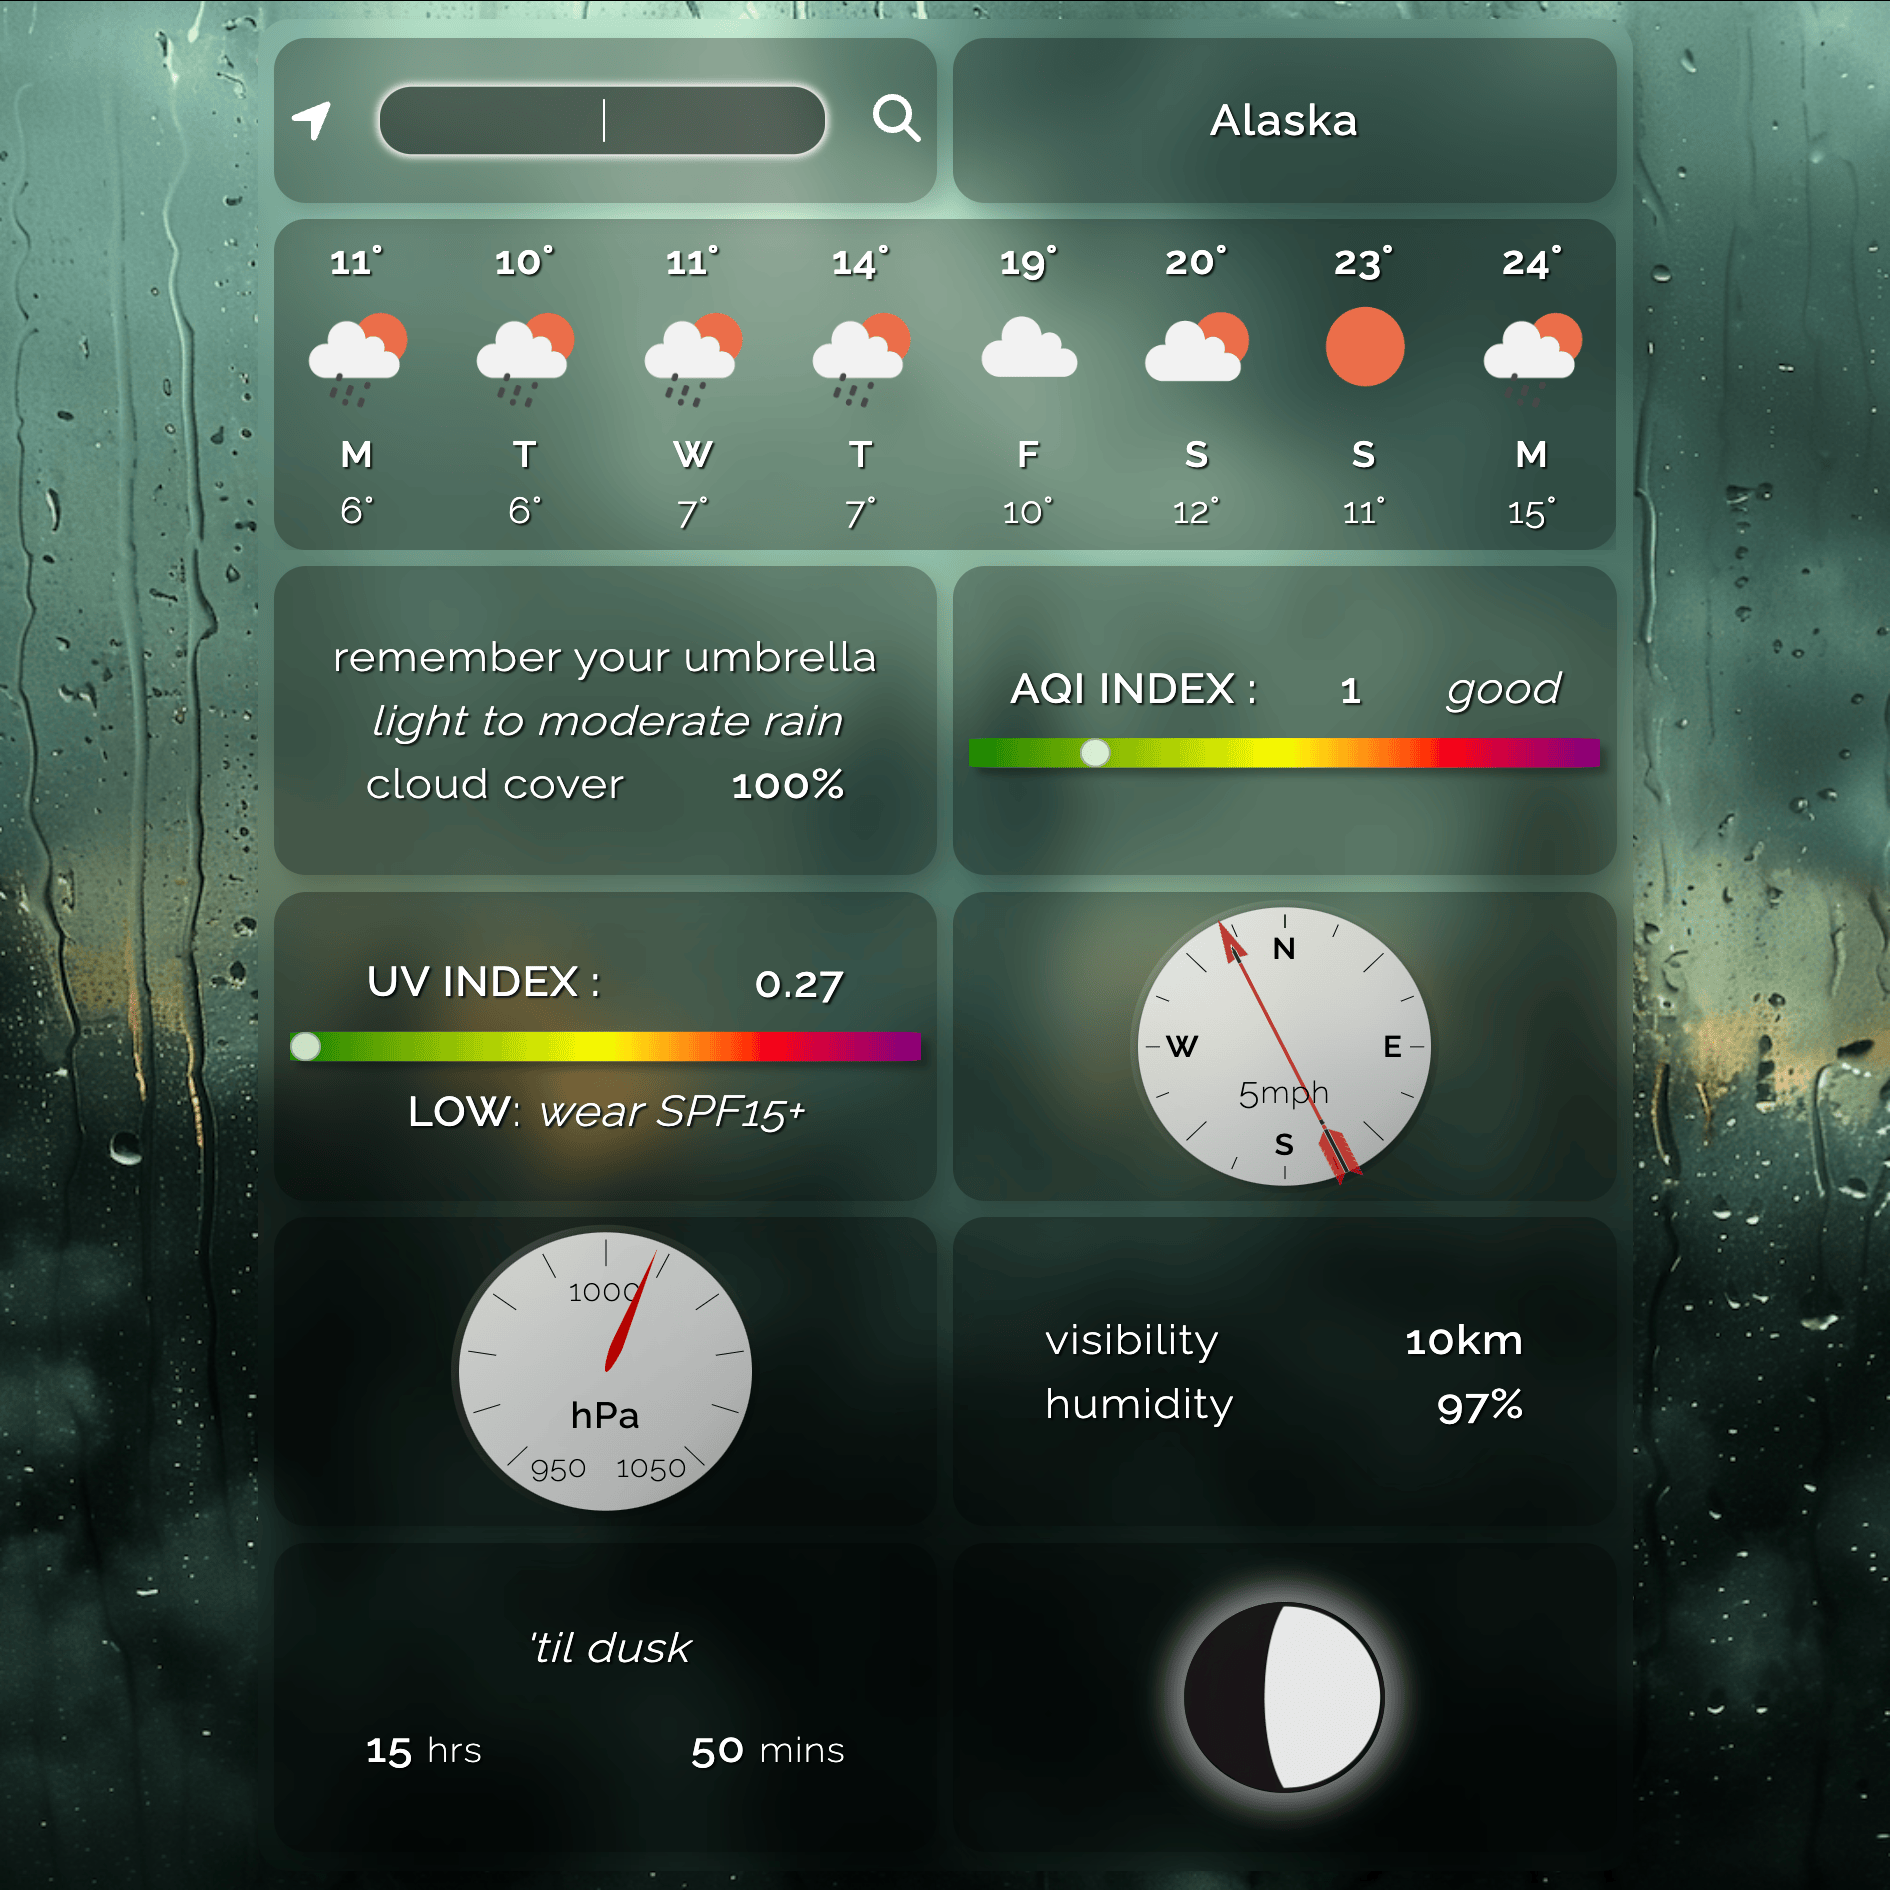 Alaska
11° 10° 11° 14° 19° 20° 23° 24°
M T W T F S S M
6° 6° 7° 7° 10° 12° 11° 15°
remember your umbrella
light to moderate rain
cloud cover 100%
AQI INDEX : 1 good
UV INDEX : 0.27
LOW: wear SPF15+
N
W E
5mph
S
1000
hPa
950 1050
visibility 10km
humidity 97%
'til dusk
15 hrs 50 mins